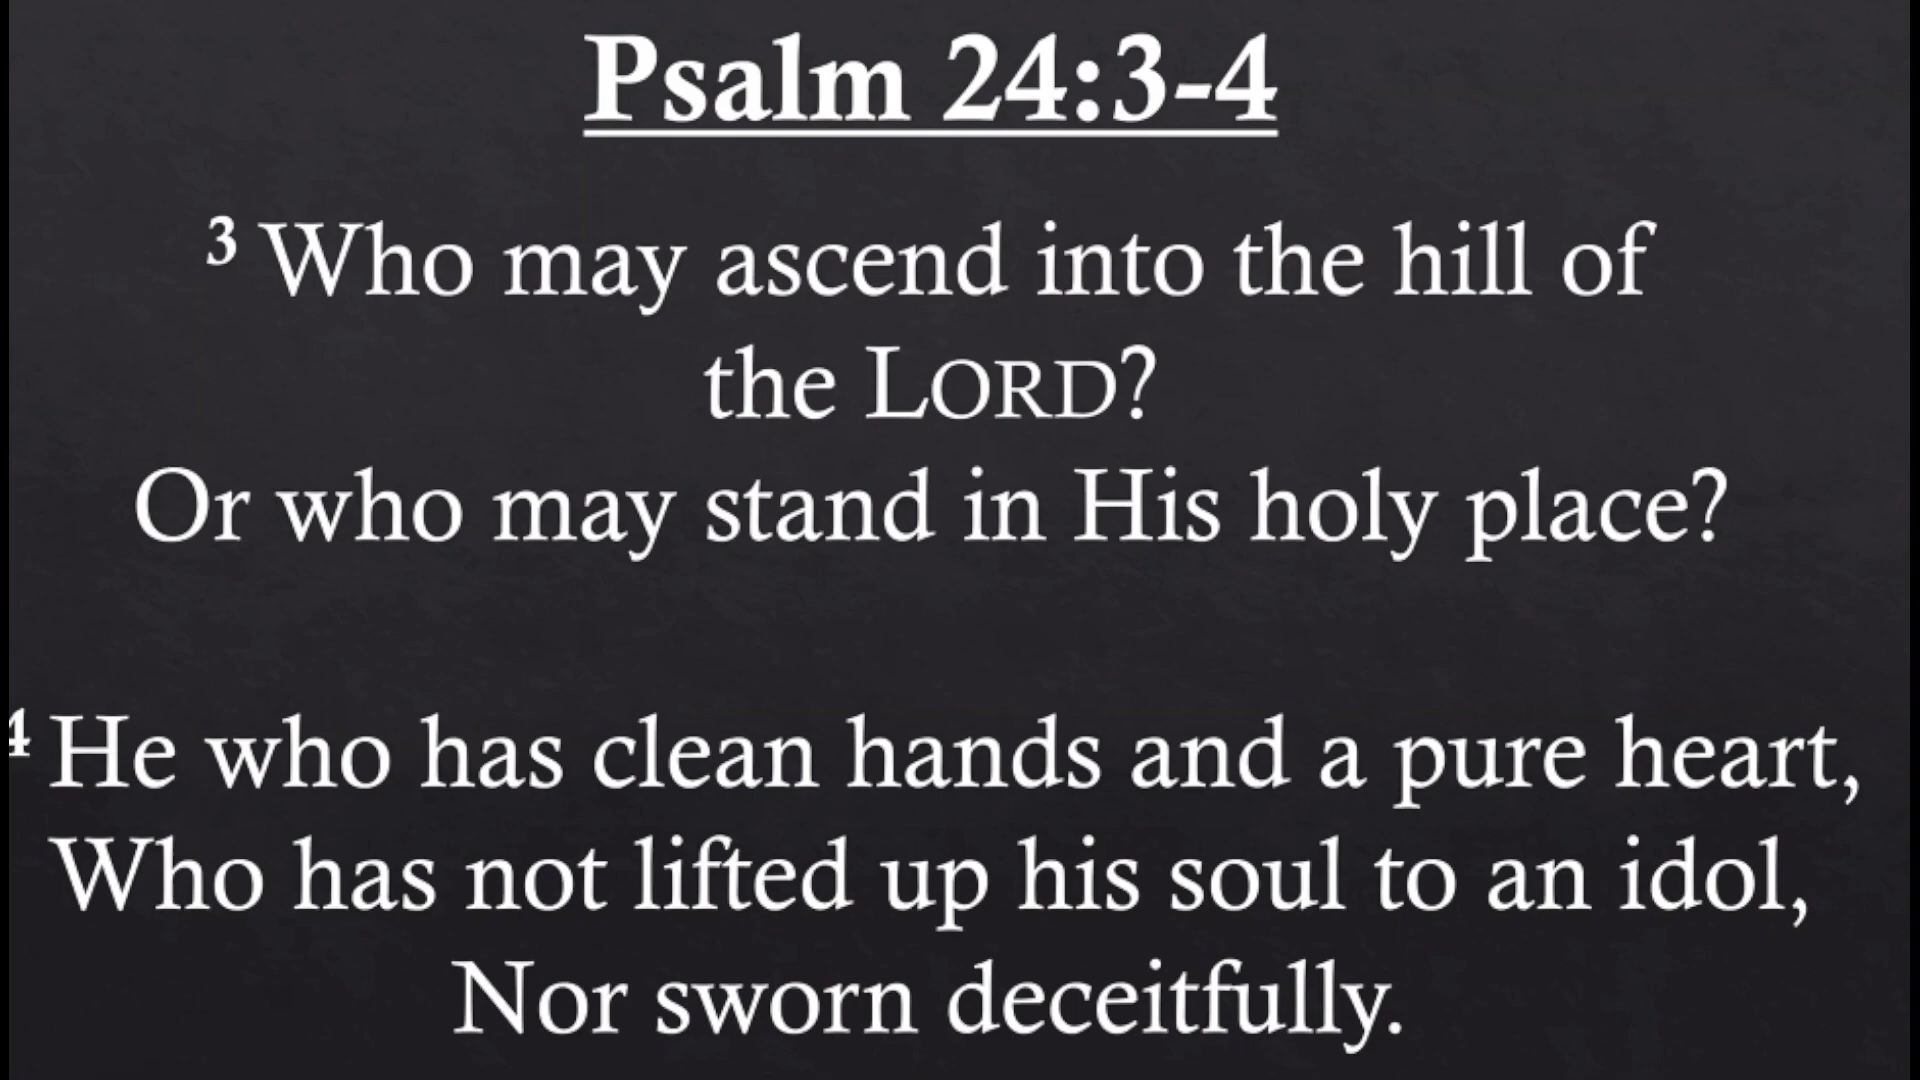 Psalm 24:3-4
3 Who may ascend into the hill of
the LORD?
Or who may stand in His holy place?
4 He who has clean hands and a pure heart,
Who has not lifted up his soul to an idol,
Nor sworn deceitfully.